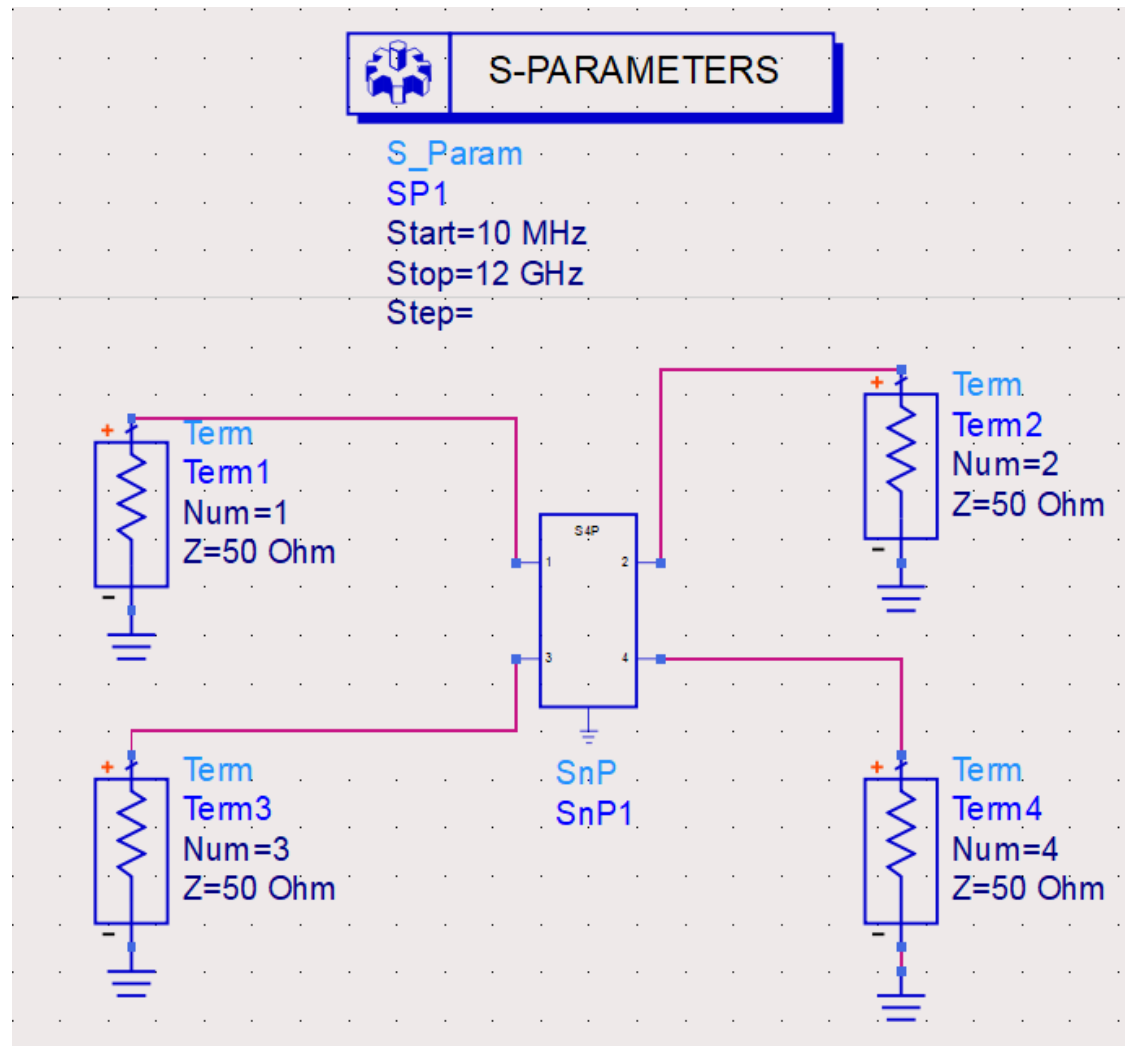 S-PARAMETERS
S_Param
SP1
Start=10 MHz
Stop=12 GHz
Step=
+
Term
Term1
Num=1
Z=50 Ohm
-
+
Term
Term2
Num=2
Z=50 Ohm
-
S4P
1 2
3 4
SnP
SnP1
+
Term
Term3
Num=3
Z=50 Ohm
-
+
Term
Term4
Num=4
Z=50 Ohm
-